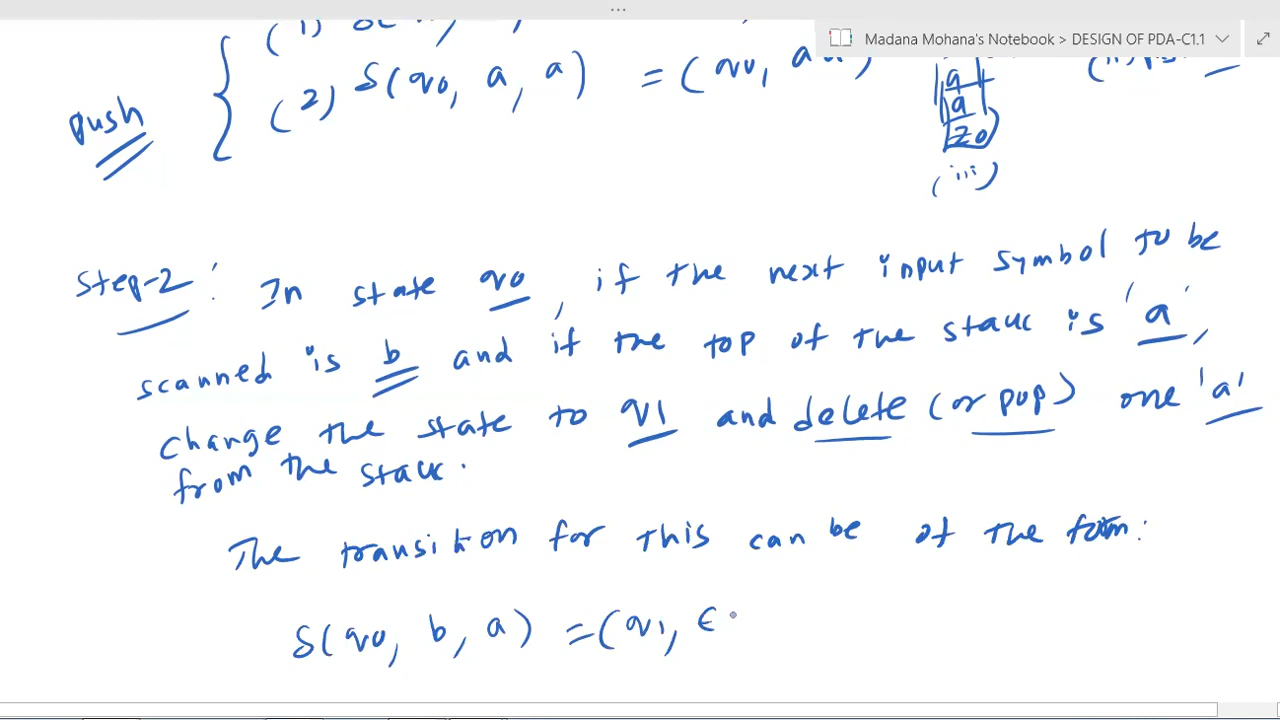 Madana Mohana's Notebook > DESIGN OF PDA-C1.1
push
(2) δ(q0, a, a) = (q0, aa)
a
a
z0
(iii)
Step-2: In state q0, if the next input symbol to be
scanned is b and if the top of the stack is 'a',
change the state to q1 and delete (or pop) one 'a'
from the stack.
The transition for this can be of the form:
δ(q0, b, a) = (q1, ϵ